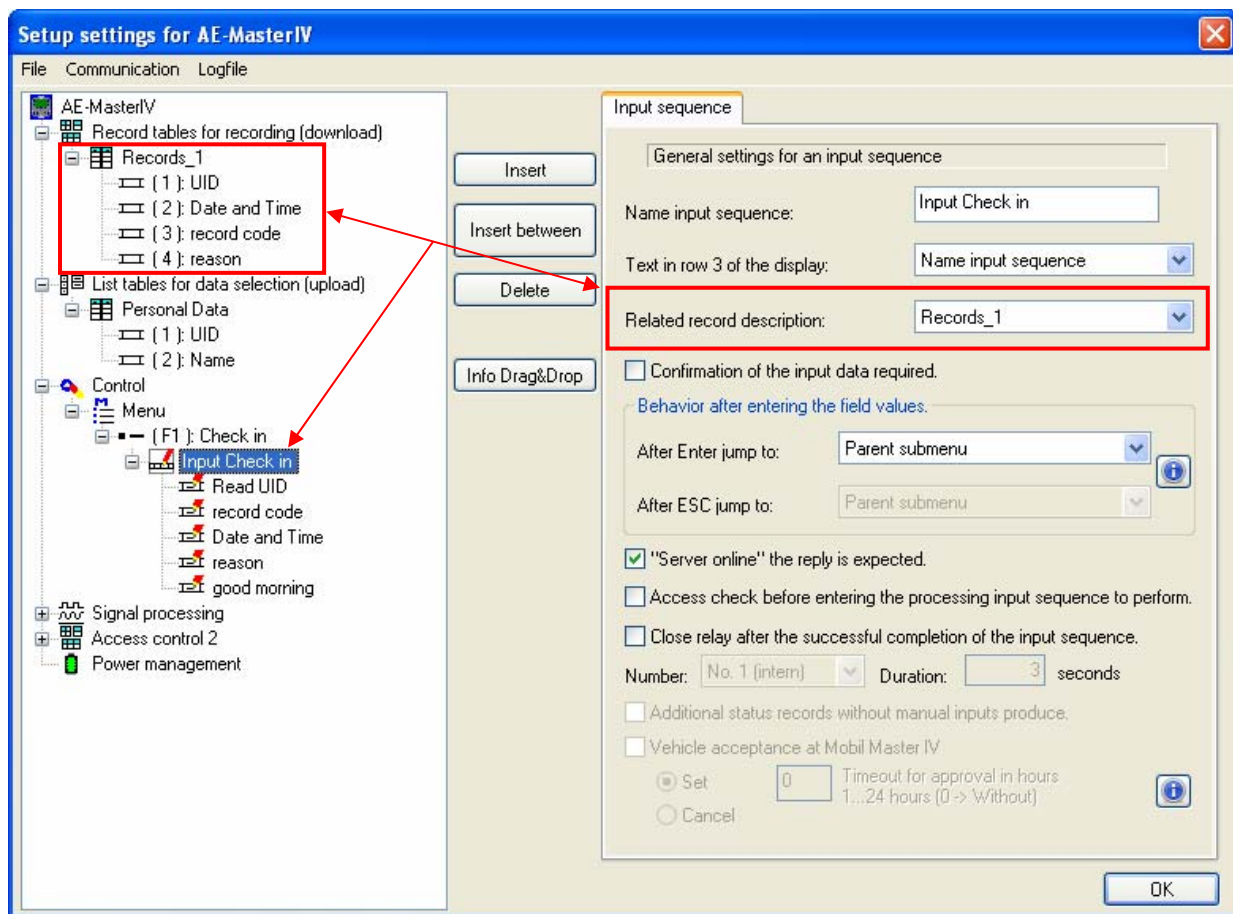 Setup settings for AE-MasterIV
File Communication Logfile
AE-MasterIV
Record tables for recording (download)
Records_1
( 1 ): UID
( 2 ): Date and Time
( 3 ): record code
( 4 ): reason
List tables for data selection (upload)
Personal Data
( 1 ): UID
( 2 ): Name
Control
Menu
( F1 ): Check in
Input Check in
Read UID
record code
Date and Time
reason
good morning
Signal processing
Access control 2
Power management
Insert
Insert between
Delete
Info Drag&Drop
Input sequence
General settings for an input sequence
Name input sequence: Input Check in
Text in row 3 of the display: Name input sequence
Related record description: Records_1
Confirmation of the input data required.
Behavior after entering the field values.
After Enter jump to: Parent submenu
After ESC jump to: Parent submenu
"Server online" the reply is expected.
Access check before entering the processing input sequence to perform.
Close relay after the successful completion of the input sequence.
Number: No. 1 (intern) Duration: 3 seconds
Additional status records without manual inputs produce.
Vehicle acceptance at Mobil Master IV
Set 0 Timeout for approval in hours
1...24 hours (0 -> Without)
Cancel
OK